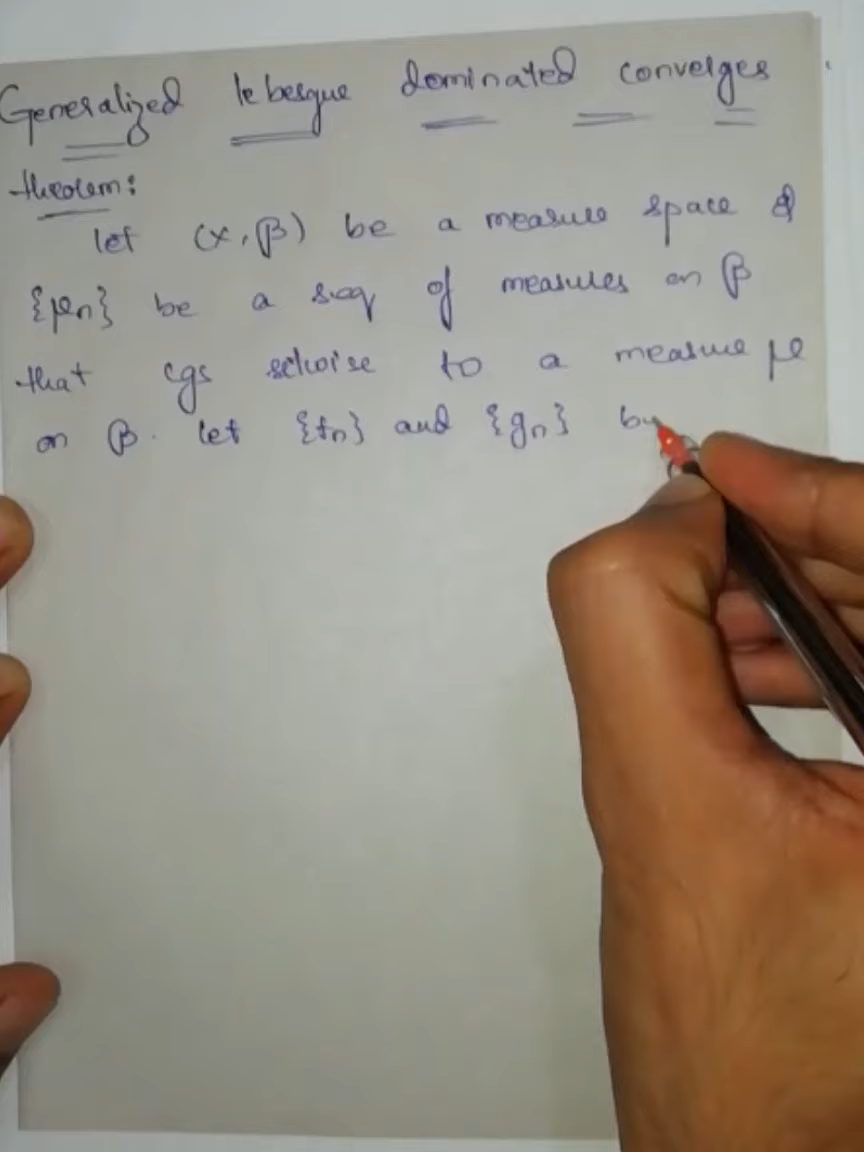 Generalized lebesgue dominated converges
theorem:
let (X, β) be a measure space &
{μn} be a seq of measures on β
that cgs setwise to a measure μ
on β. let {fn} and {gn} be